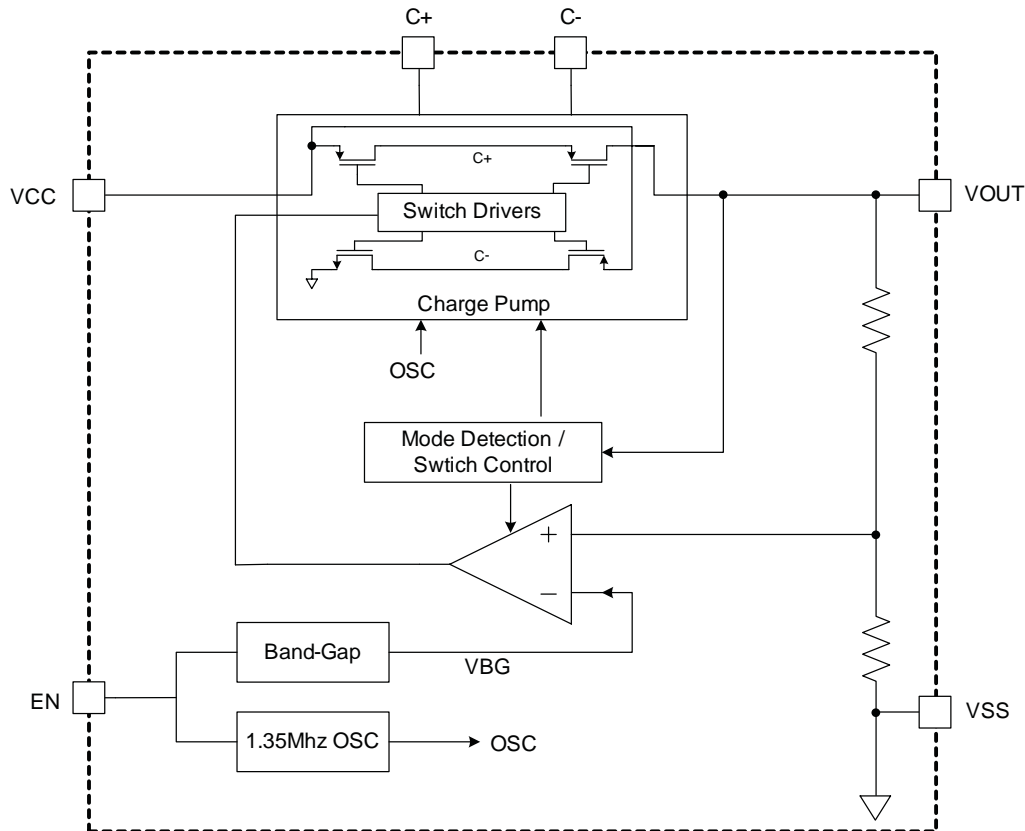 C+
C-
C+
VCC
VOUT
Switch Drivers
C-
Charge Pump
OSC
Mode Detection /
Swtich Control
+
−
Band-Gap
VBG
EN
VSS
1.35Mhz OSC
OSC